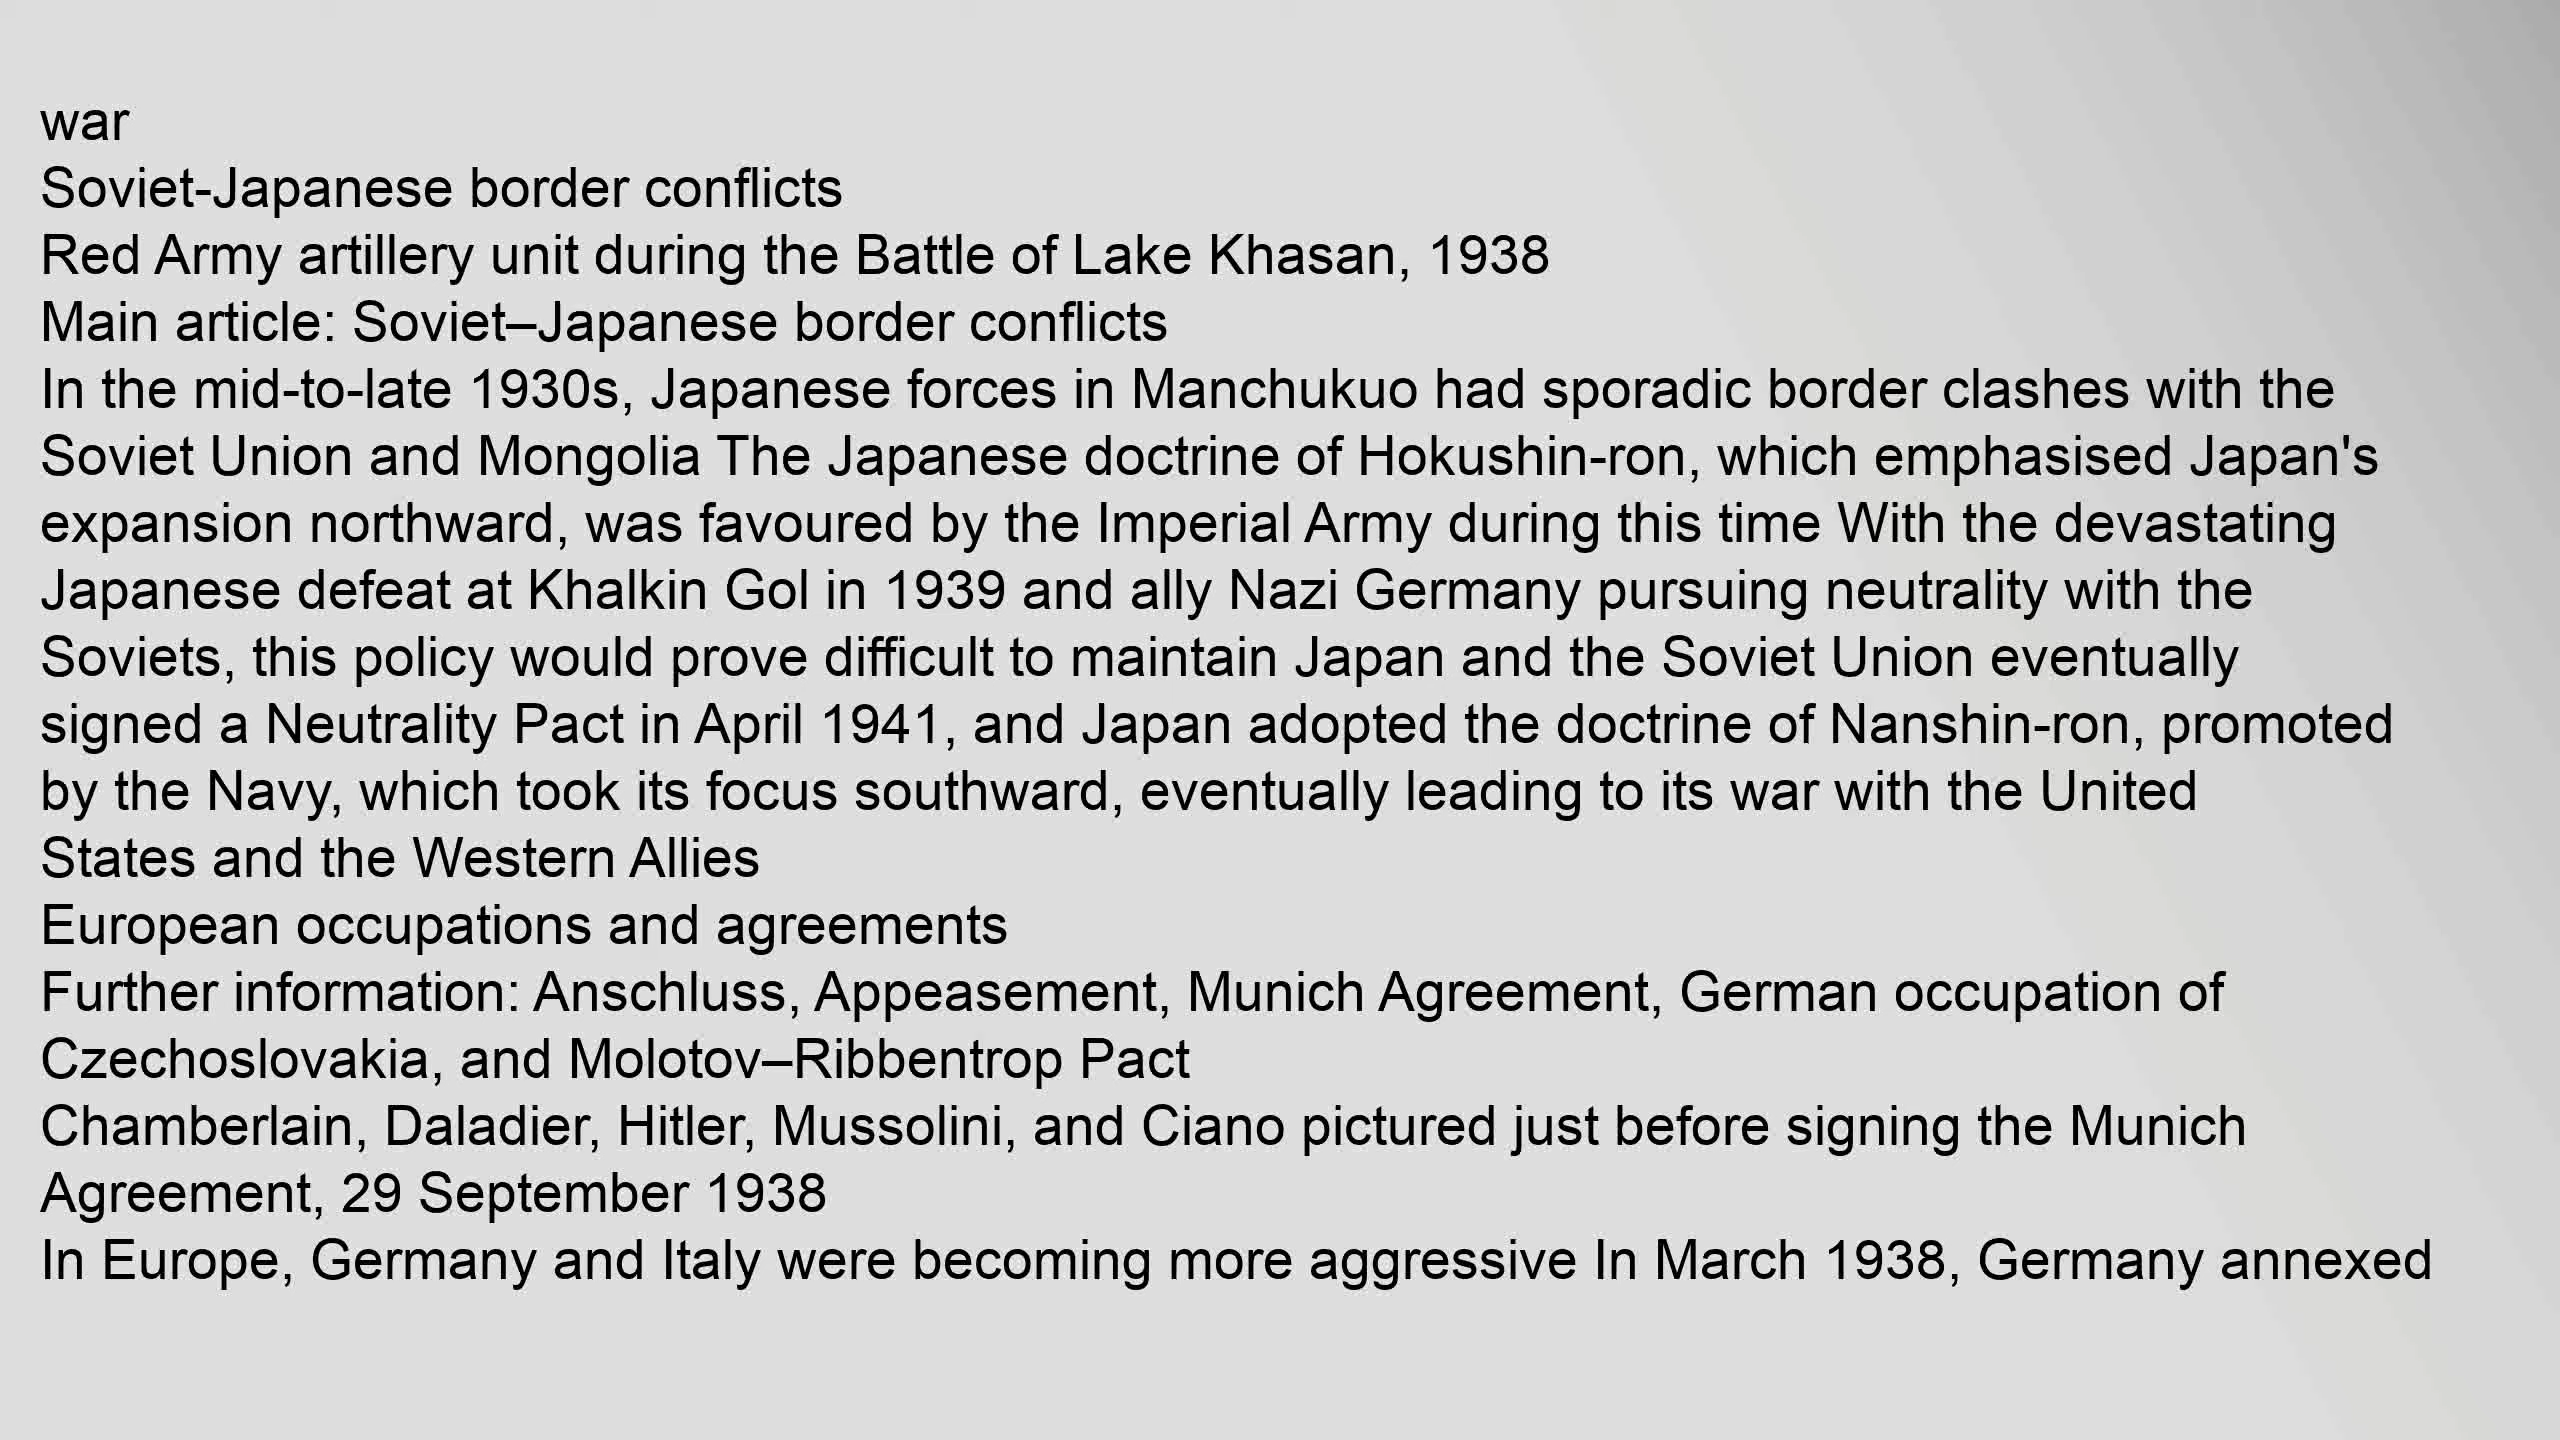 war
Soviet-Japanese border conflicts
Red Army artillery unit during the Battle of Lake Khasan, 1938
Main article: Soviet–Japanese border conflicts
In the mid-to-late 1930s, Japanese forces in Manchukuo had sporadic border clashes with the
Soviet Union and Mongolia The Japanese doctrine of Hokushin-ron, which emphasised Japan's
expansion northward, was favoured by the Imperial Army during this time With the devastating
Japanese defeat at Khalkin Gol in 1939 and ally Nazi Germany pursuing neutrality with the
Soviets, this policy would prove difficult to maintain Japan and the Soviet Union eventually
signed a Neutrality Pact in April 1941, and Japan adopted the doctrine of Nanshin-ron, promoted
by the Navy, which took its focus southward, eventually leading to its war with the United
States and the Western Allies
European occupations and agreements
Further information: Anschluss, Appeasement, Munich Agreement, German occupation of
Czechoslovakia, and Molotov–Ribbentrop Pact
Chamberlain, Daladier, Hitler, Mussolini, and Ciano pictured just before signing the Munich
Agreement, 29 September 1938
In Europe, Germany and Italy were becoming more aggressive In March 1938, Germany annexed